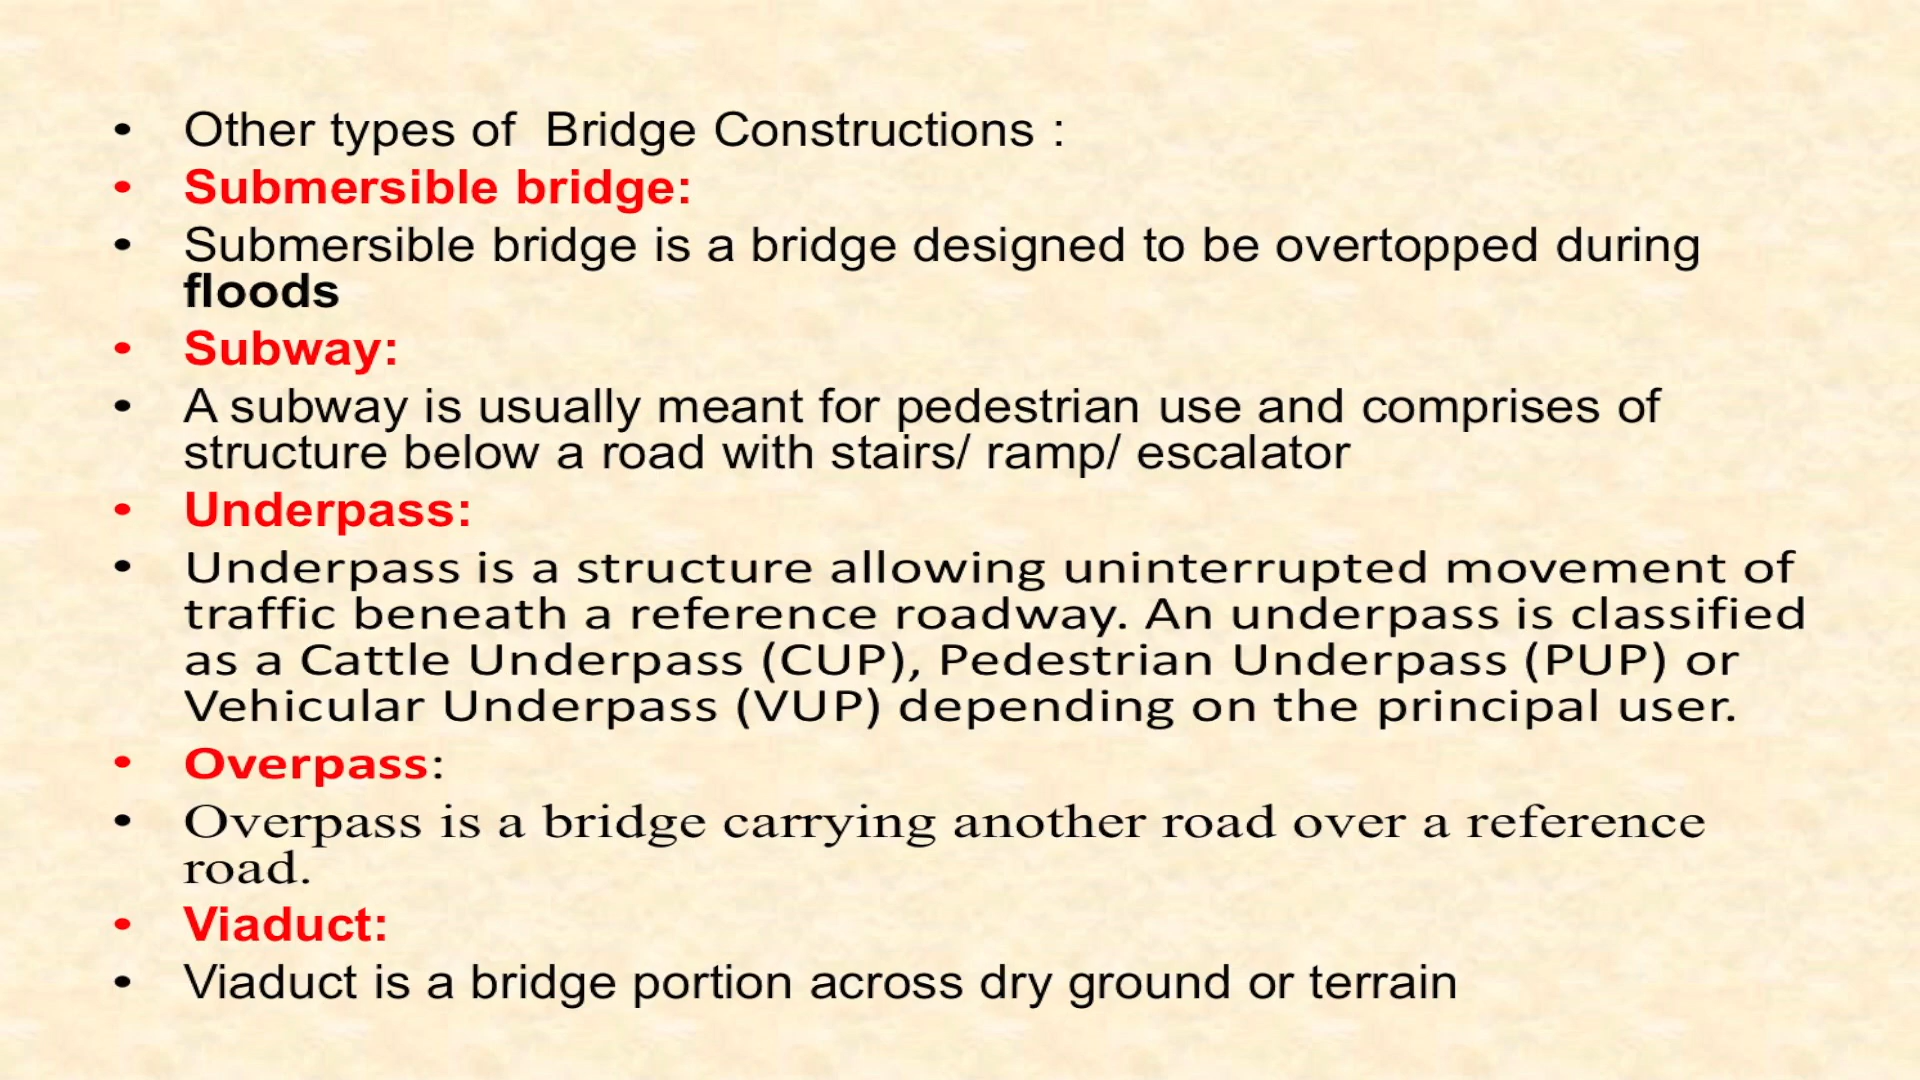 • Other types of  Bridge Constructions :
• Submersible bridge:
• Submersible bridge is a bridge designed to be overtopped during
floods
• Subway:
• A subway is usually meant for pedestrian use and comprises of
structure below a road with stairs/ ramp/ escalator
• Underpass:
• Underpass is a structure allowing uninterrupted movement of
traffic beneath a reference roadway. An underpass is classified
as a Cattle Underpass (CUP), Pedestrian Underpass (PUP) or
Vehicular Underpass (VUP) depending on the principal user.
• Overpass:
• Overpass is a bridge carrying another road over a reference
road.
• Viaduct:
• Viaduct is a bridge portion across dry ground or terrain